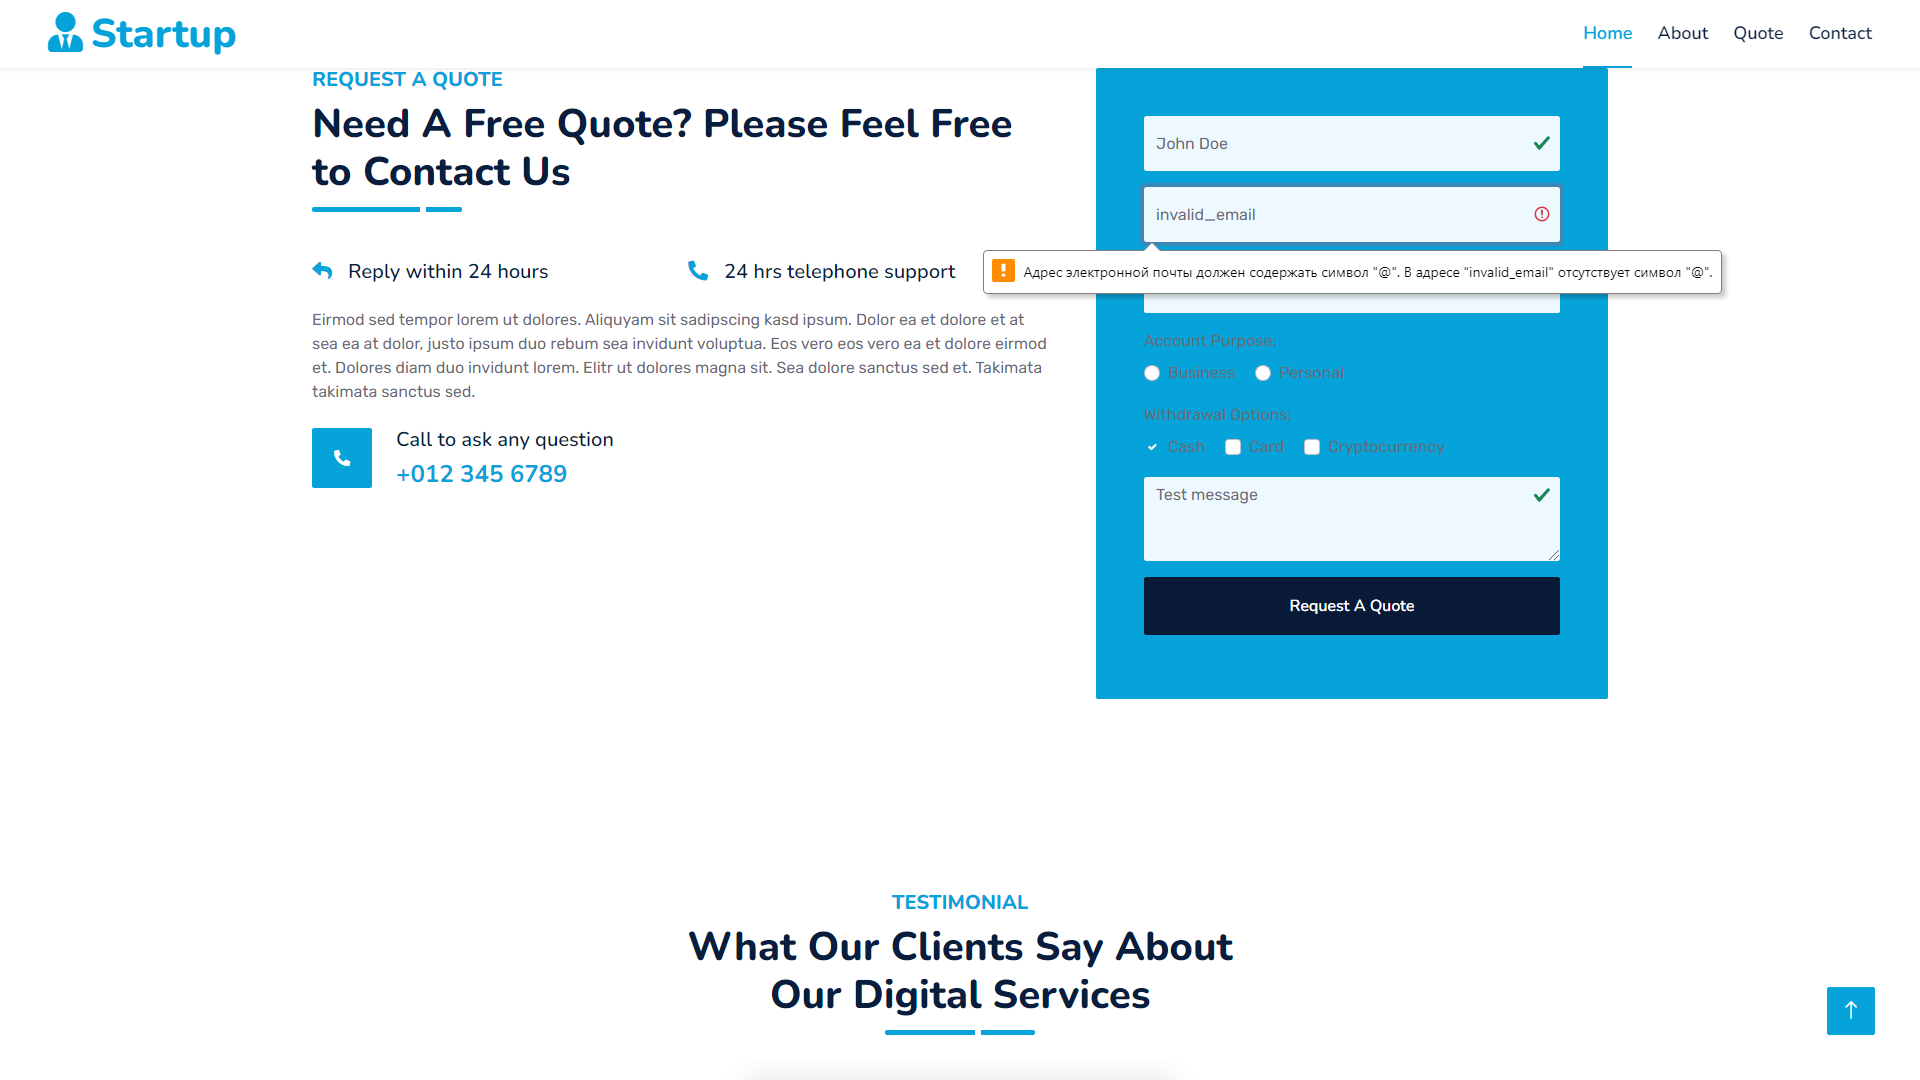 Startup
Home About Quote Contact
REQUEST A QUOTE
Need A Free Quote? Please Feel Free
to Contact Us
Reply within 24 hours
24 hrs telephone support
Eirmod sed tempor lorem ut dolores. Aliquyam sit sadipscing kasd ipsum. Dolor ea et dolore et at
sea ea at dolor, justo ipsum duo rebum sea invidunt voluptua. Eos vero eos vero ea et dolore eirmod
et. Dolores diam duo invidunt lorem. Elitr ut dolores magna sit. Sea dolore sanctus sed et. Takimata
takimata sanctus sed.
Call to ask any question
+012 345 6789
John Doe
invalid_email
Адрес электронной почты должен содержать символ "@". В адресе "invalid_email" отсутствует символ "@".
Account Purpose:
Business Personal
Withdrawal Options:
Cash Card Cryptocurrency
Test message
Request A Quote
TESTIMONIAL
What Our Clients Say About
Our Digital Services